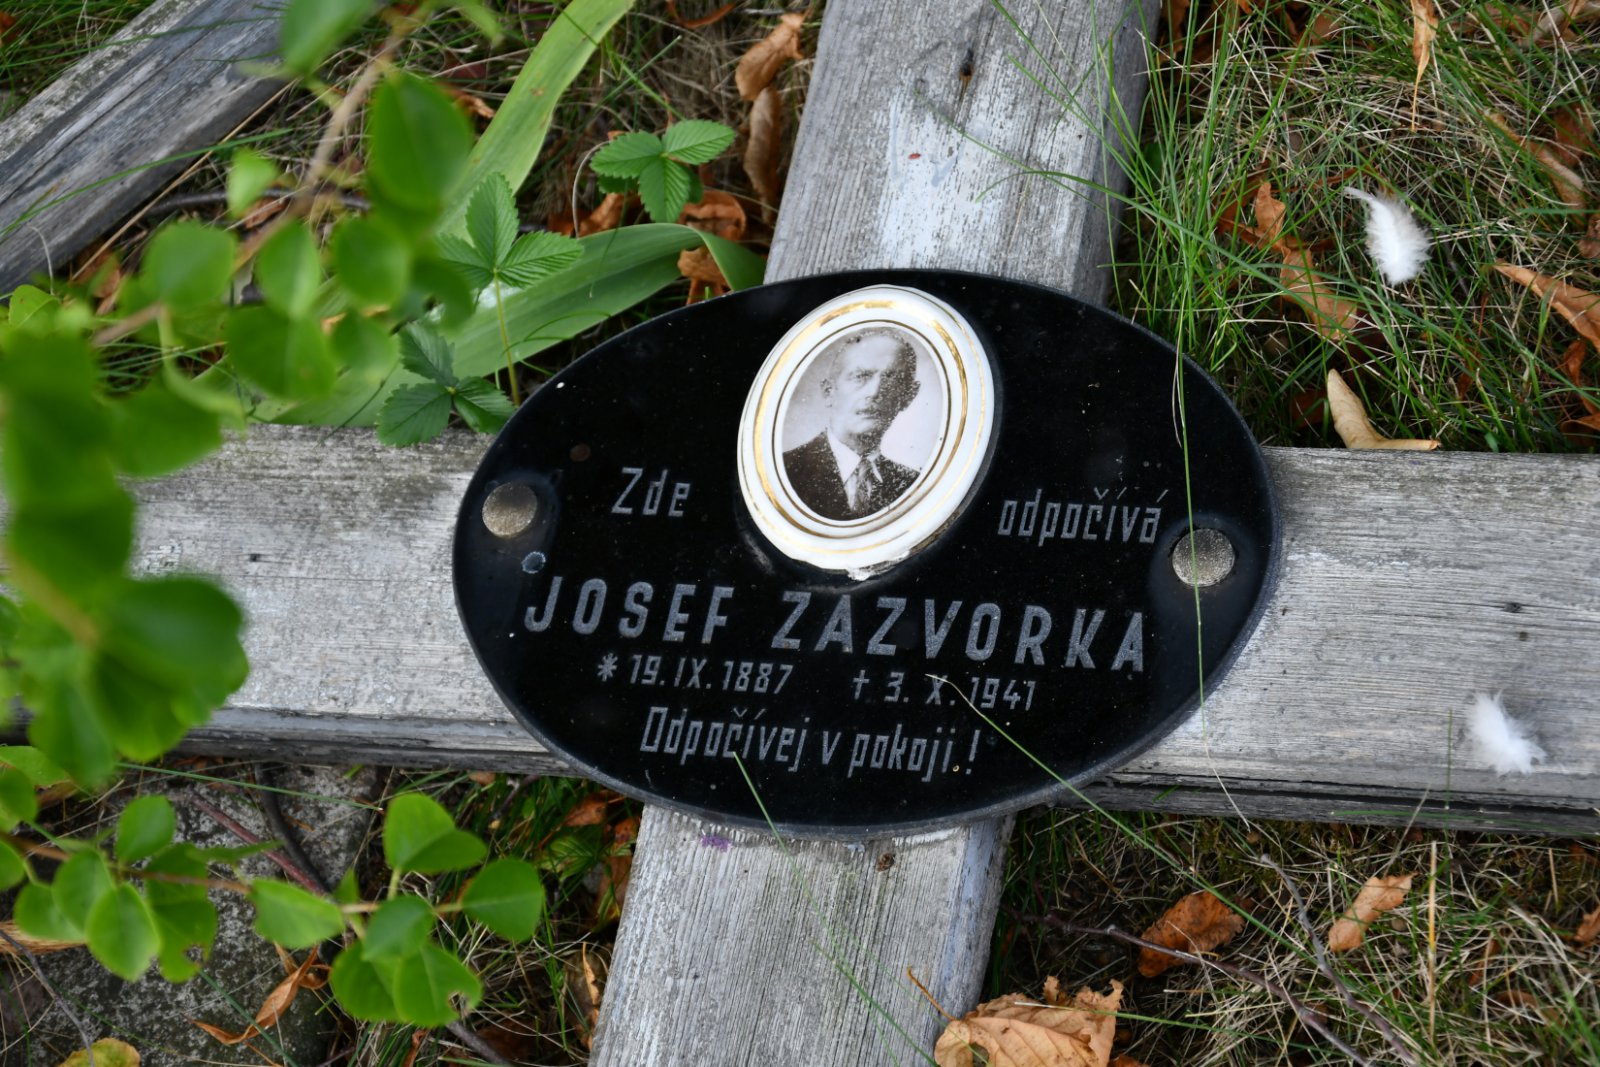 Zde odpočívá
JOSEF ZAZVORKA
* 19. IX. 1887 † 3. X. 1941
Odpočívej v pokoji!